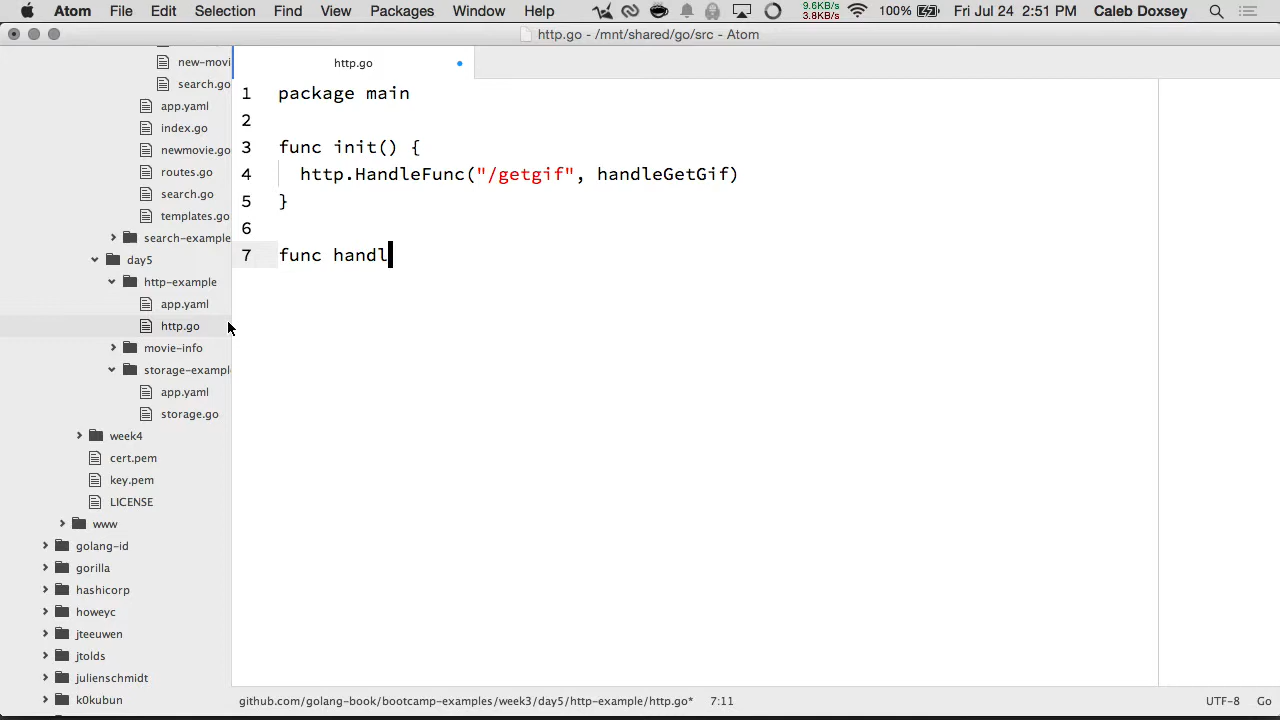 Atom File Edit Selection Find View Packages Window Help 9.6KB/s 3.8KB/s 100% Fri Jul 24 2:51 PM Caleb Doxsey
http.go - /mnt/shared/go/src - Atom
new-movi
search.go
app.yaml
index.go
newmovie.go
routes.go
search.go
templates.go
search-example
day5
http-example
app.yaml
http.go
movie-info
storage-exampl
app.yaml
storage.go
week4
cert.pem
key.pem
LICENSE
www
golang-id
gorilla
hashicorp
howeyc
jteeuwen
jtolds
julienschmidt
k0kubun
http.go
1 package main
2
3 func init() {
4 http.HandleFunc("/getgif", handleGetGif)
5 }
6
7 func handl
github.com/golang-book/bootcamp-examples/week3/day5/http-example/http.go* 7:11 UTF-8 Go